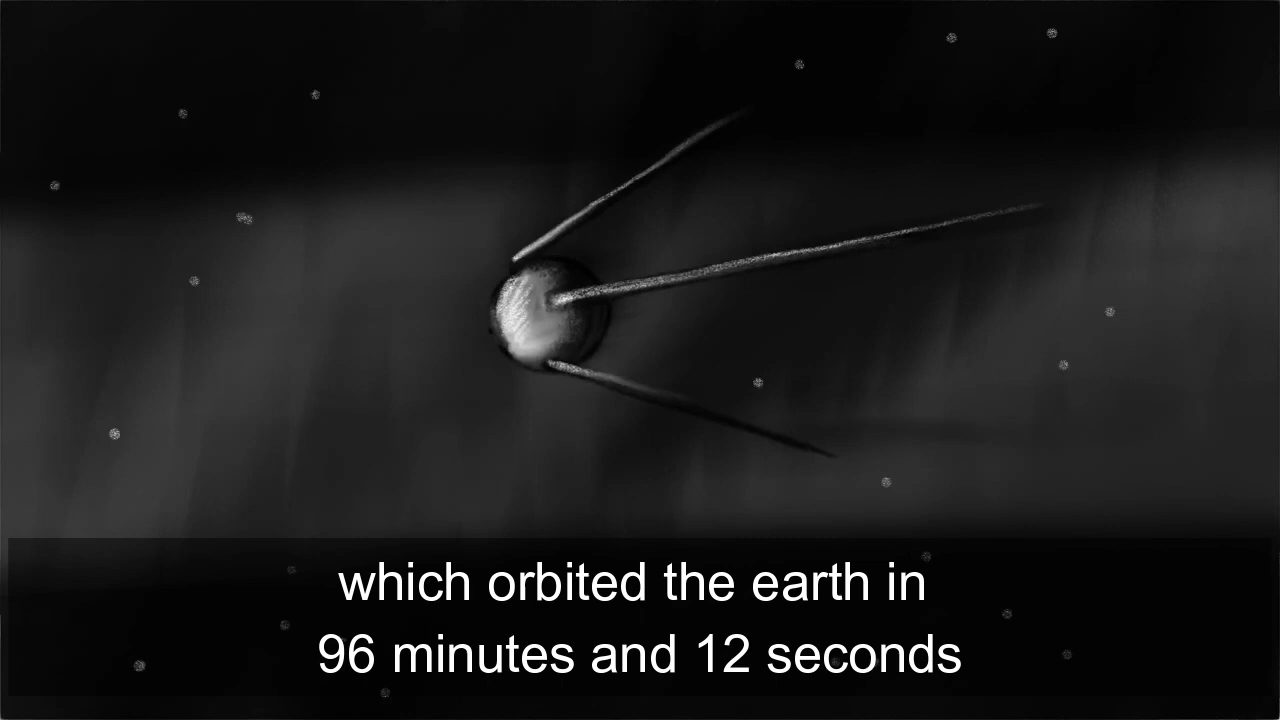 which orbited the earth in
96 minutes and 12 seconds